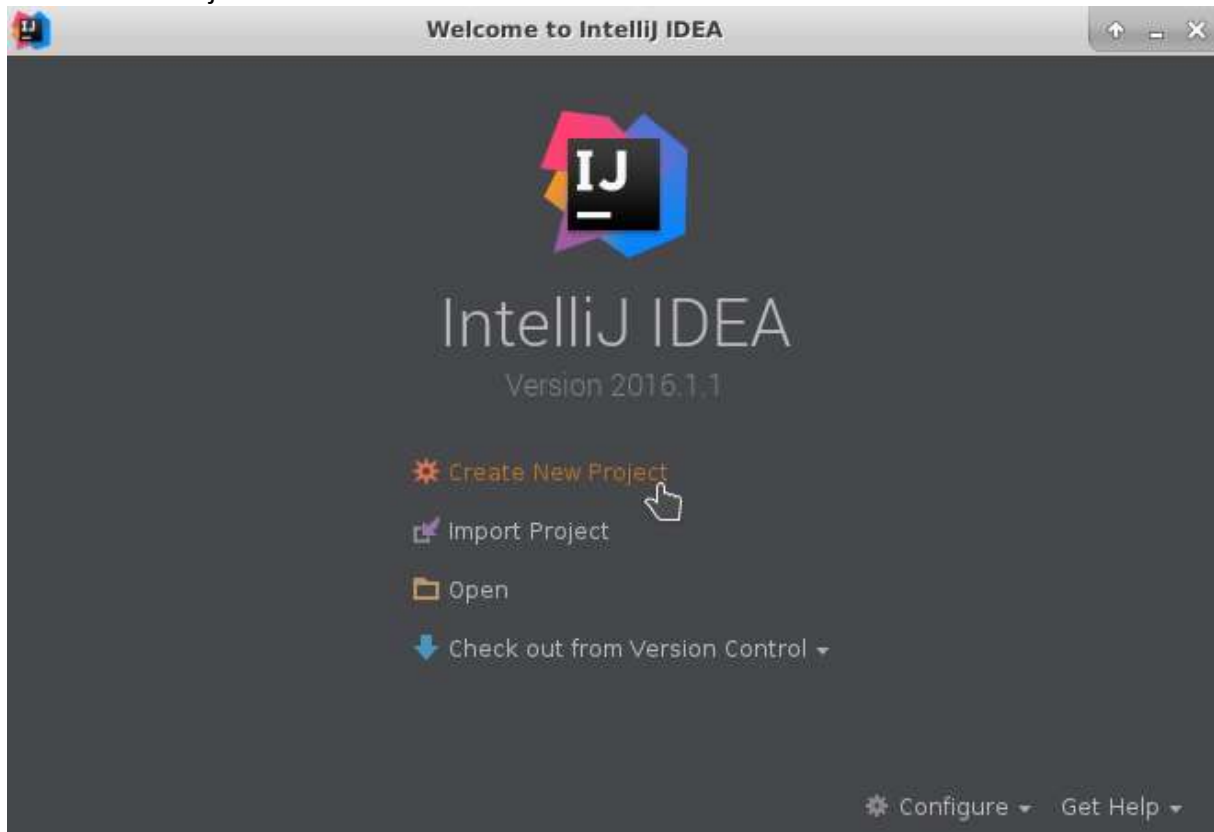 Welcome to IntelliJ IDEA
IJ
IntelliJ IDEA
Version 2016.1.1
Create New Project
Import Project
Open
Check out from Version Control
Configure Get Help